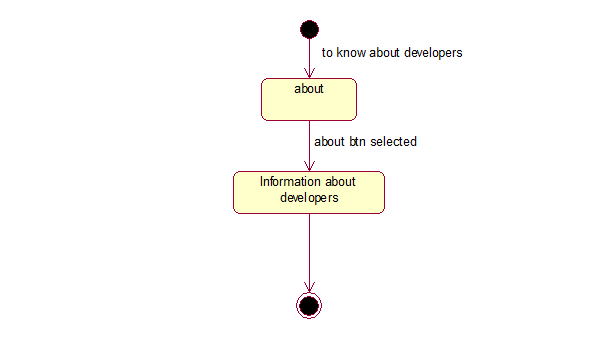 to know about developers
about
about btn selected
Information about
developers